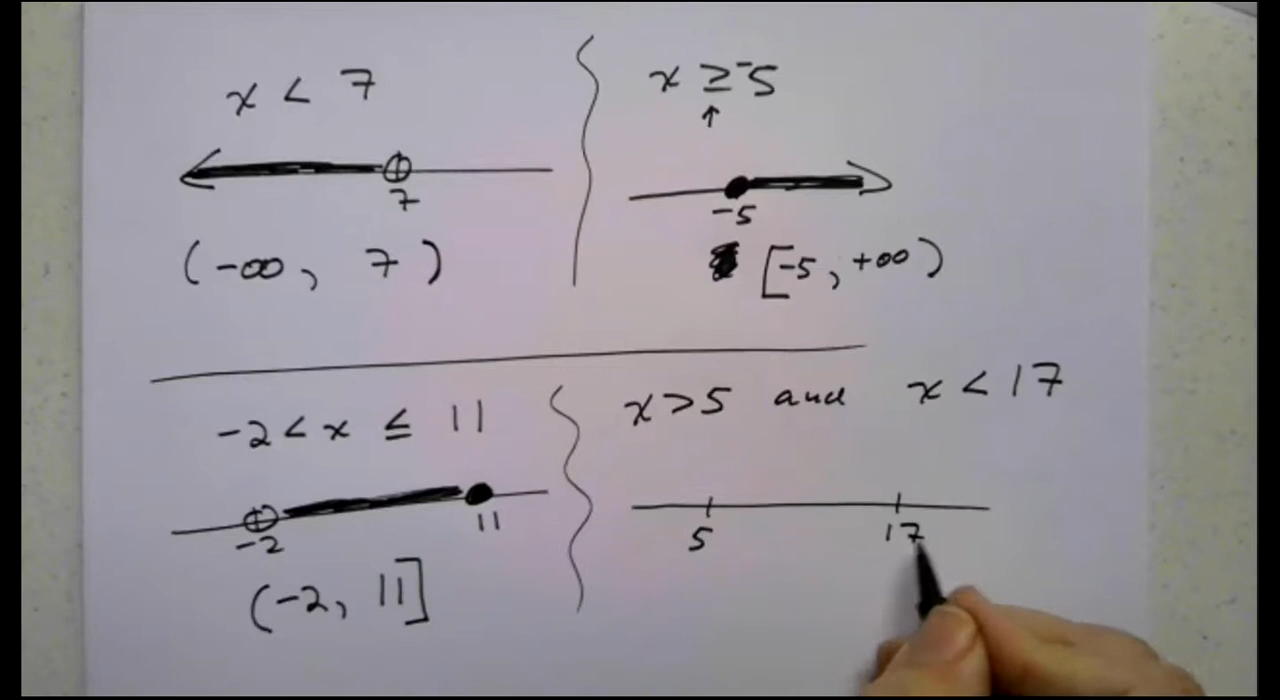 x < 7
7
(-∞, 7)
x ≥ -5
↑
-5
[-5, +∞)
-2 < x ≤ 11
-2 11
(-2, 11]
x > 5 and x < 17
5 17